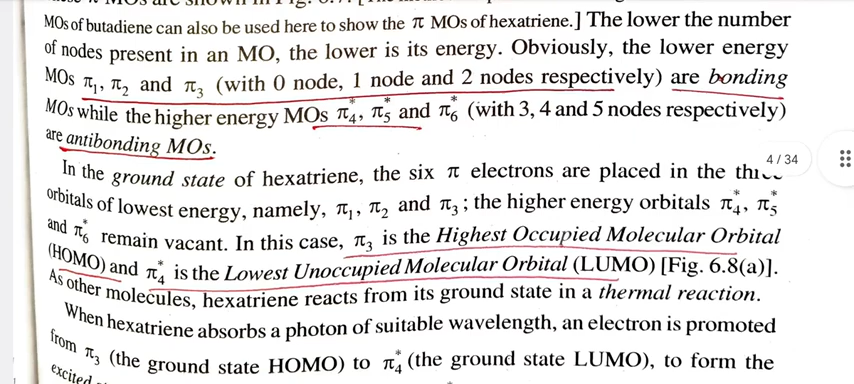 MOs of butadiene can also be used here to show the π MOs of hexatriene.] The lower the number
of nodes present in an MO, the lower is its energy. Obviously, the lower energy
MOs π₁, π₂ and π₃ (with 0 node, 1 node and 2 nodes respectively) are bonding
MOs while the higher energy MOs π₄*, π₅* and π₆* (with 3, 4 and 5 nodes respectively)
are antibonding MOs.
4 / 34
In the ground state of hexatriene, the six π electrons are placed in the
orbitals of lowest energy, namely, π₁, π₂ and π₃ ; the higher energy orbitals π₄*, π₅*
and π₆* remain vacant. In this case, π₃ is the Highest Occupied Molecular Orbital
(HOMO) and π₄* is the Lowest Unoccupied Molecular Orbital (LUMO) [Fig. 6.8(a)].
As other molecules, hexatriene reacts from its ground state in a thermal reaction.
When hexatriene absorbs a photon of suitable wavelength, an electron is promoted
from π₃ (the ground state HOMO) to π₄* (the ground state LUMO), to form the
excited